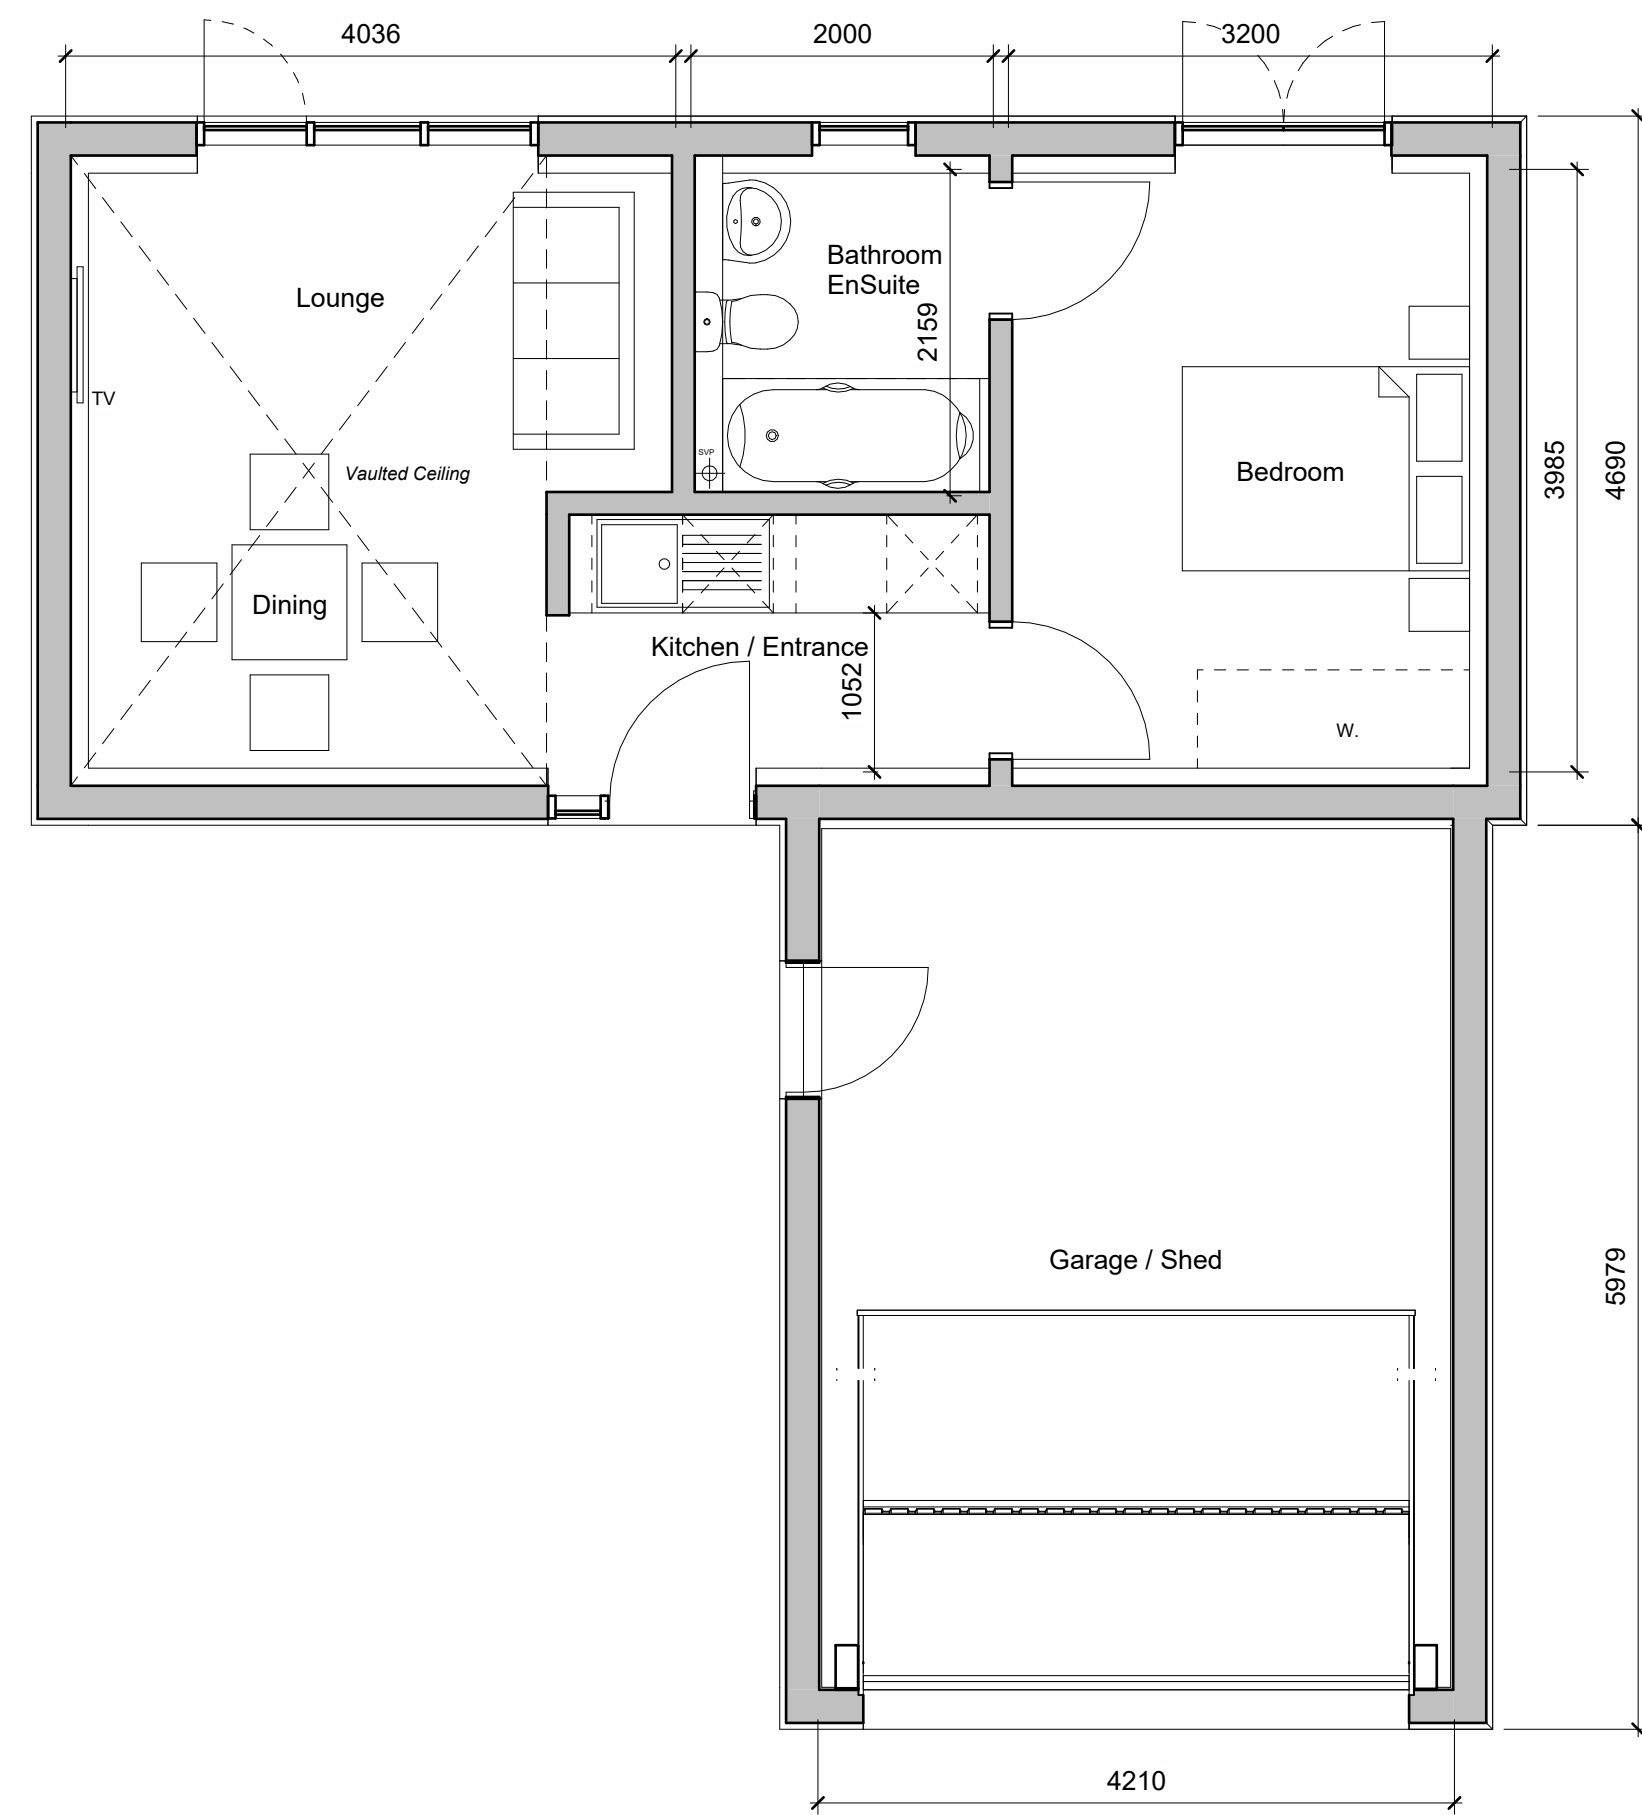 4036
2000
3200
Lounge
Bathroom
EnSuite
2159
TV
Vaulted Ceiling
SVP
Bedroom
3985
4690
Dining
Kitchen / Entrance
1052
W.
Garage / Shed
5979
4210